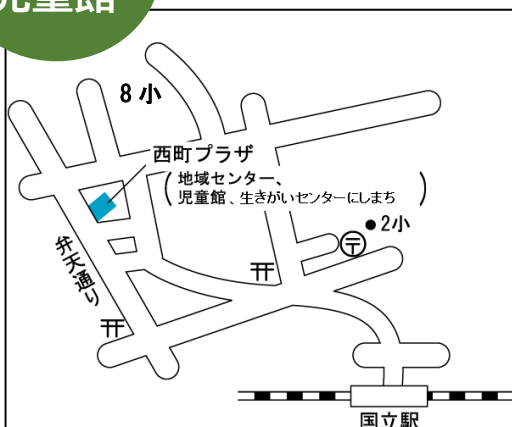 児童館
8小
西町プラザ
(地域センター、
児童館、生きがいセンターにしまち)
●2小
〒
弁天通り
国立駅